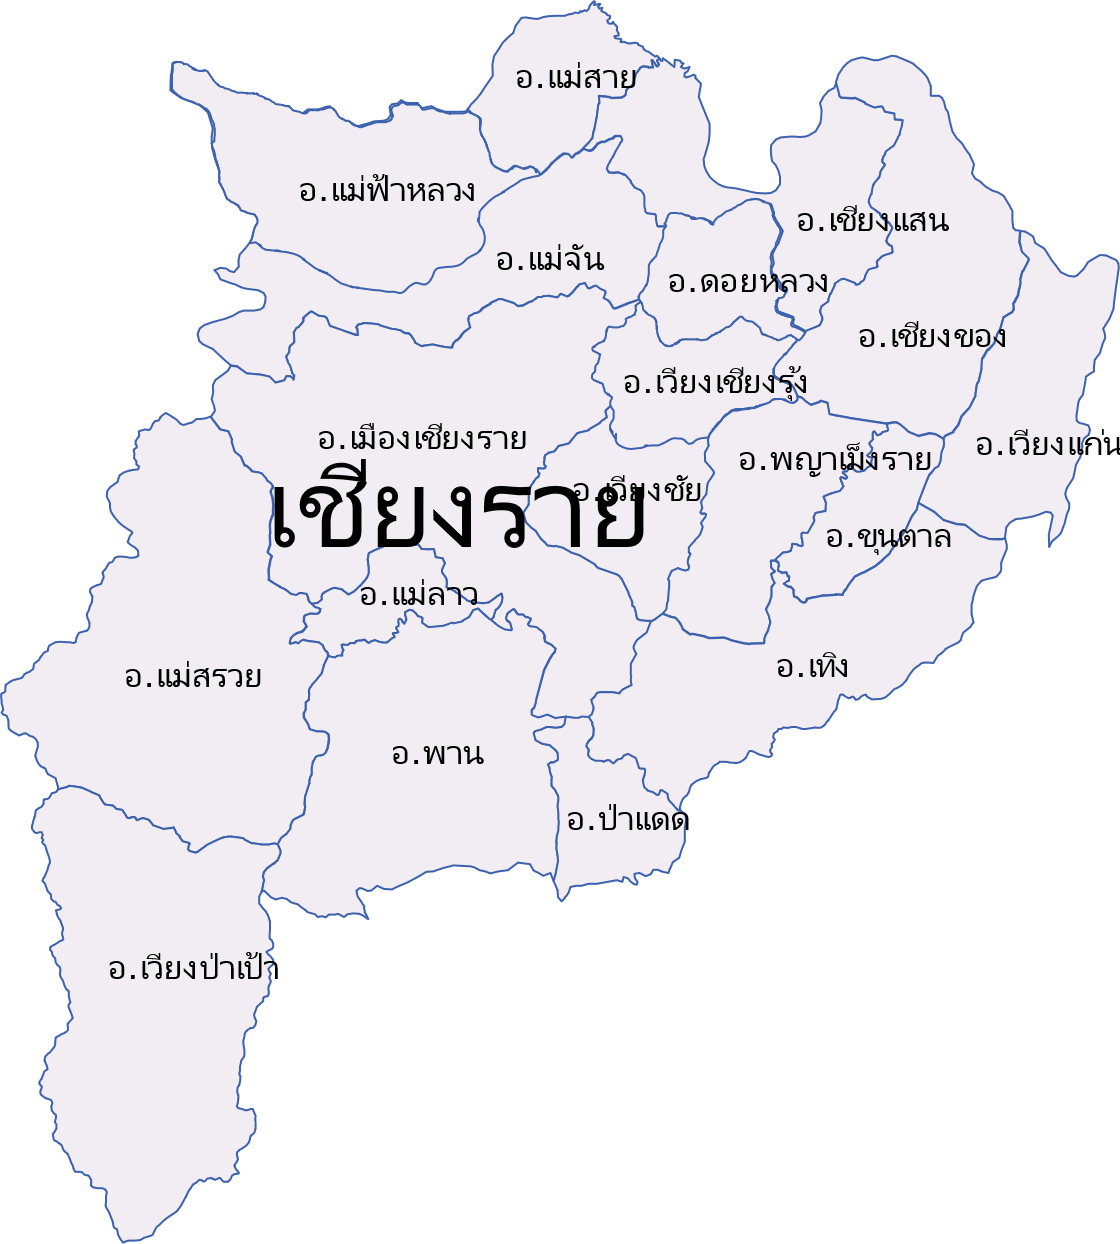 อ.แม่สาย
อ.แม่ฟ้าหลวง
อ.เชียงแสน
อ.แม่จัน
อ.ดอยหลวง
อ.เชียงของ
อ.เวียงเชียงรุ้ง
อ.เมืองเชียงราย
อ.เวียงแก่น
อ.พญาเม็งราย
อ.เวียงชัย
เชียงราย
อ.ขุนตาล
อ.แม่ลาว
อ.เทิง
อ.แม่สรวย
อ.พาน
อ.ป่าแดด
อ.เวียงป่าเป้า